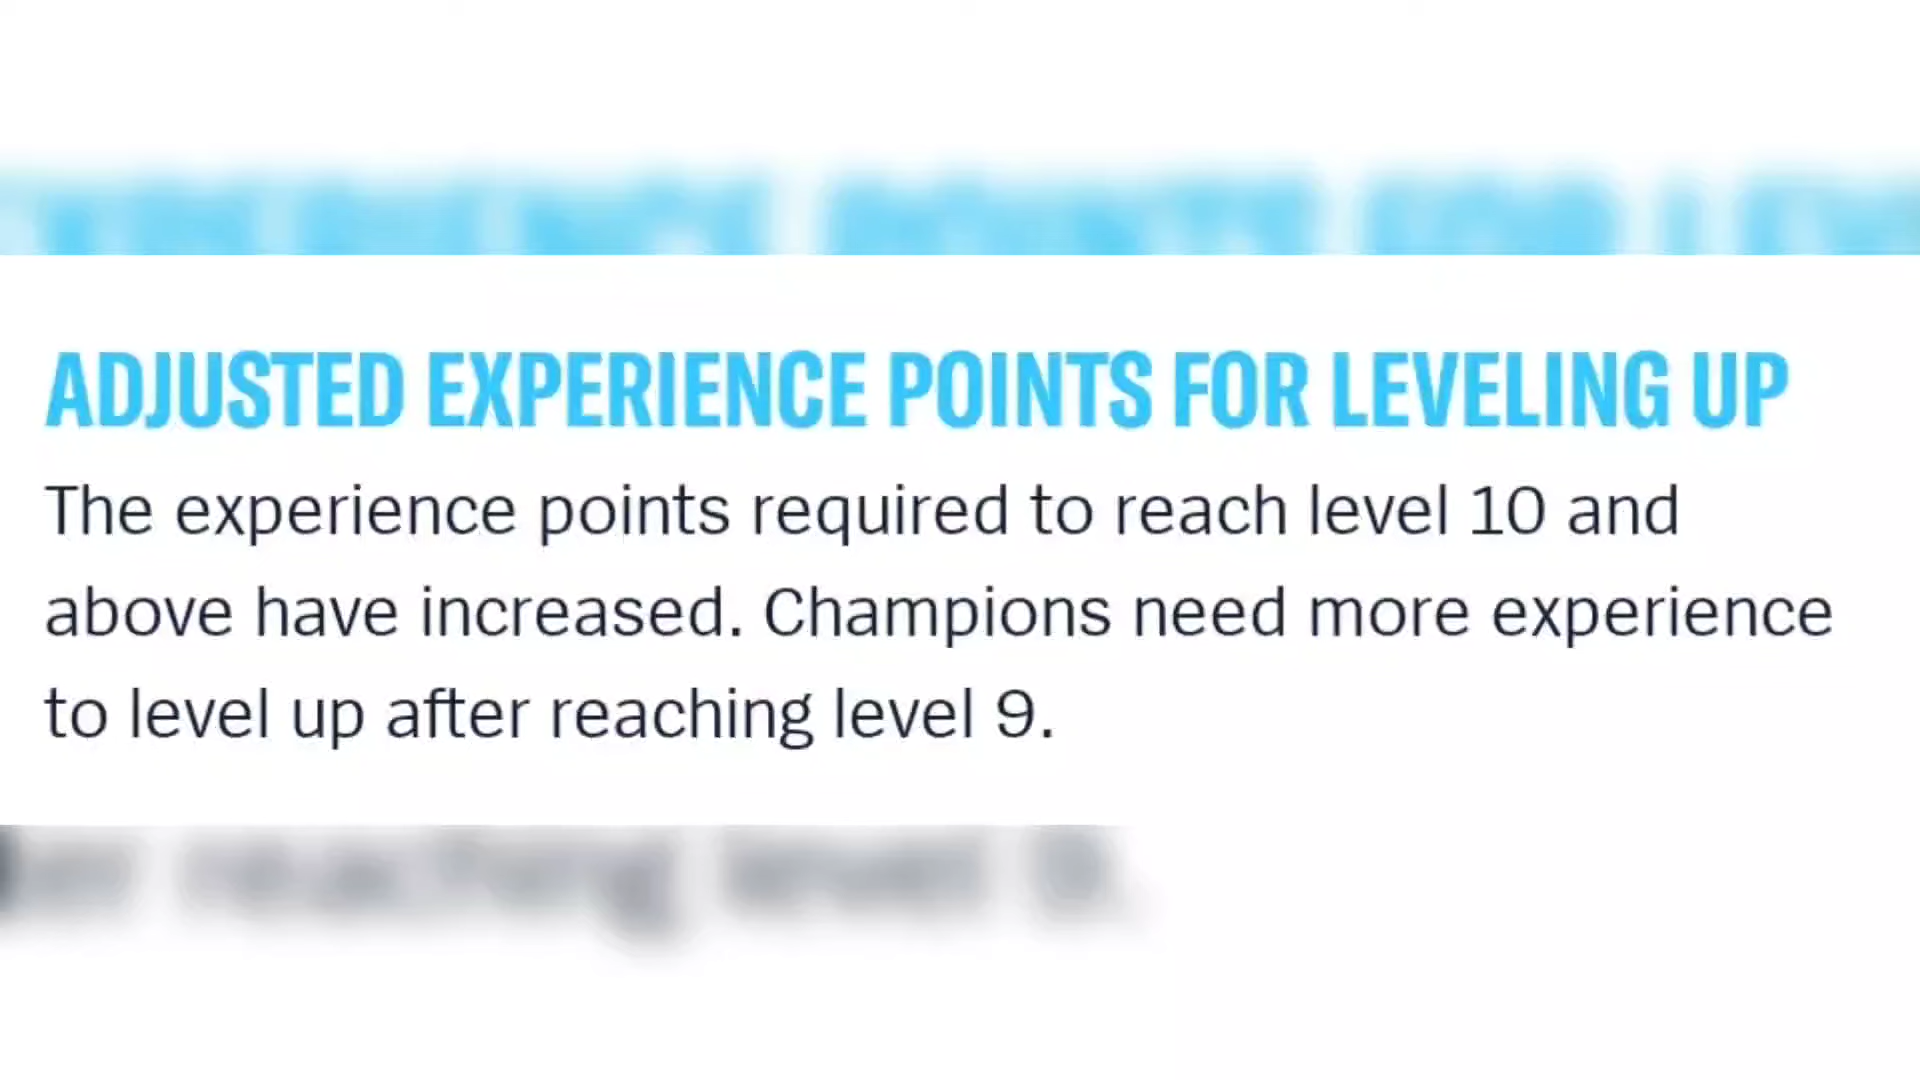 ADJUSTED EXPERIENCE POINTS FOR LEVELING UP
The experience points required to reach level 10 and
above have increased. Champions need more experience
to level up after reaching level 9.